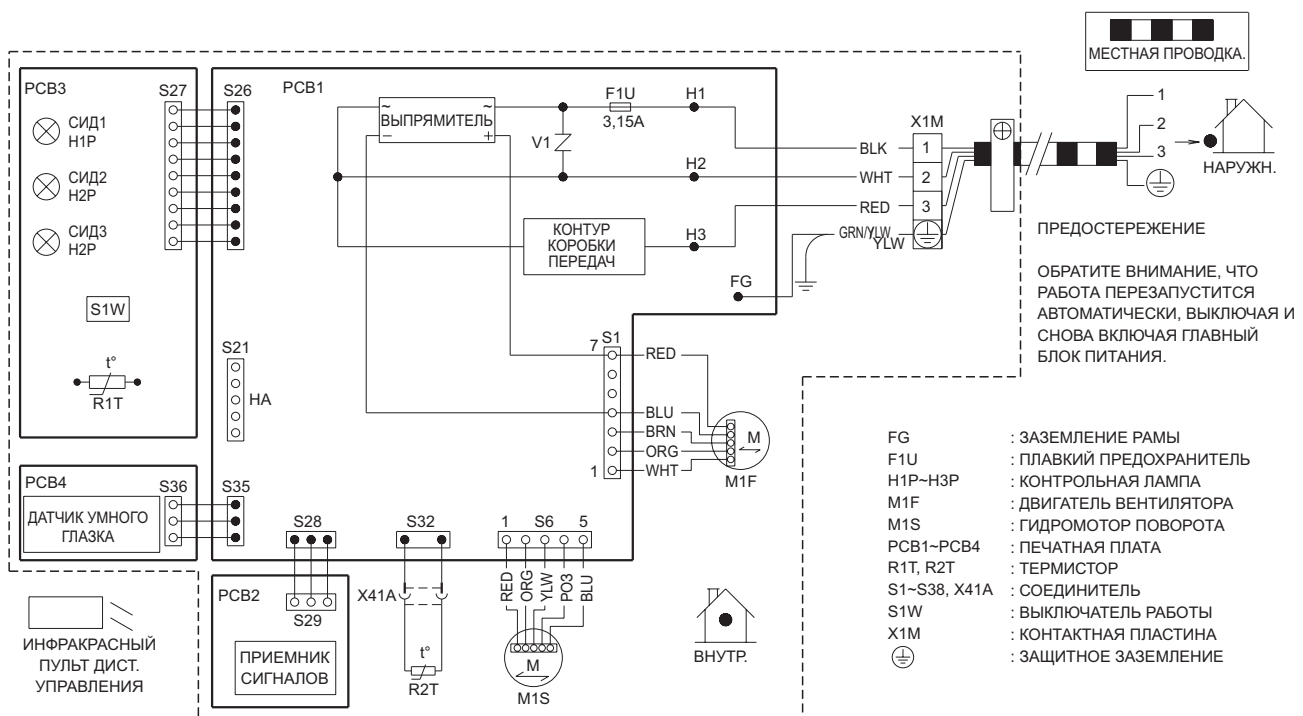 МЕСТНАЯ ПРОВОДКА.
PCB3
S27
S26
PCB1
СИД1
H1P
СИД2
H2P
СИД3
H2P
S1W
t°
R1T
~
~
ВЫПРЯМИТЕЛЬ
−
+
F1U
3,15A
V1
H1
H2
H3
КОНТУР
КОРОБКИ
ПЕРЕДАЧ
FG
BLK
WHT
RED
GRN/YLW
YLW
X1M
1
2
3
1
2
3
НАРУЖН.
ПРЕДОСТЕРЕЖЕНИЕ
ОБРАТИТЕ ВНИМАНИЕ, ЧТО
РАБОТА ПЕРЕЗАПУСТИТСЯ
АВТОМАТИЧЕСКИ, ВЫКЛЮЧАЯ И
СНОВА ВКЛЮЧАЯ ГЛАВНЫЙ
БЛОК ПИТАНИЯ.
S21
HA
7
S1
1
RED
BLU
BRN
ORG
WHT
M
M1F
PCB4
S36
S35
ДАТЧИК УМНОГО
ГЛАЗКА
S28
S32
1
S6
5
PCB2
S29
ПРИЕМНИК
СИГНАЛОВ
X41A
t°
R2T
RED
ORG
YLW
PO3
BLU
M
M1S
ВНУТР.
ИНФРАКРАСНЫЙ
ПУЛЬТ ДИСТ.
УПРАВЛЕНИЯ
FG : ЗАЗЕМЛЕНИЕ РАМЫ
F1U : ПЛАВКИЙ ПРЕДОХРАНИТЕЛЬ
H1P~H3P : КОНТРОЛЬНАЯ ЛАМПА
M1F : ДВИГАТЕЛЬ ВЕНТИЛЯТОРА
M1S : ГИДРОМОТОР ПОВОРОТА
PCB1~PCB4 : ПЕЧАТНАЯ ПЛАТА
R1T, R2T : ТЕРМИСТОР
S1~S38, X41A : СОЕДИНИТЕЛЬ
S1W : ВЫКЛЮЧАТЕЛЬ РАБОТЫ
X1M : КОНТАКТНАЯ ПЛАСТИНА
: ЗАЩИТНОЕ ЗАЗЕМЛЕНИЕ